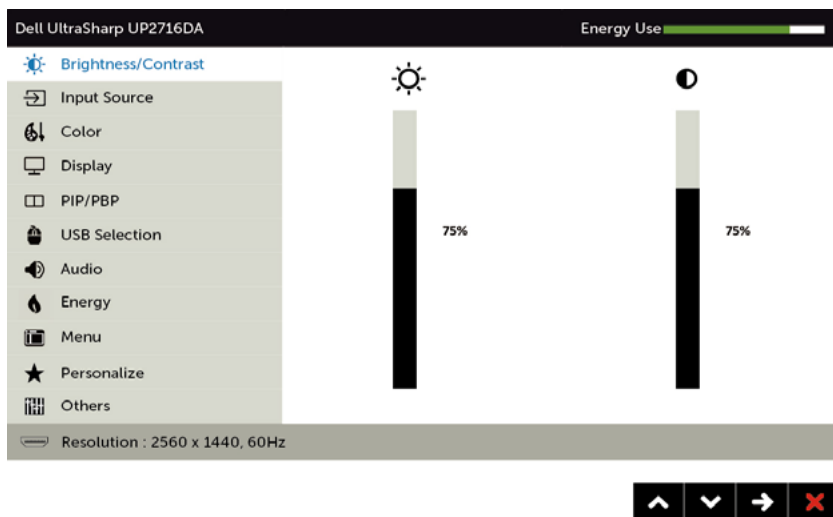 Dell UltraSharp UP2716DA
Energy Use
Brightness/Contrast
Input Source
Color
Display
PIP/PBP
USB Selection
Audio
Energy
Menu
Personalize
Others
75%
75%
Resolution : 2560 x 1440, 60Hz